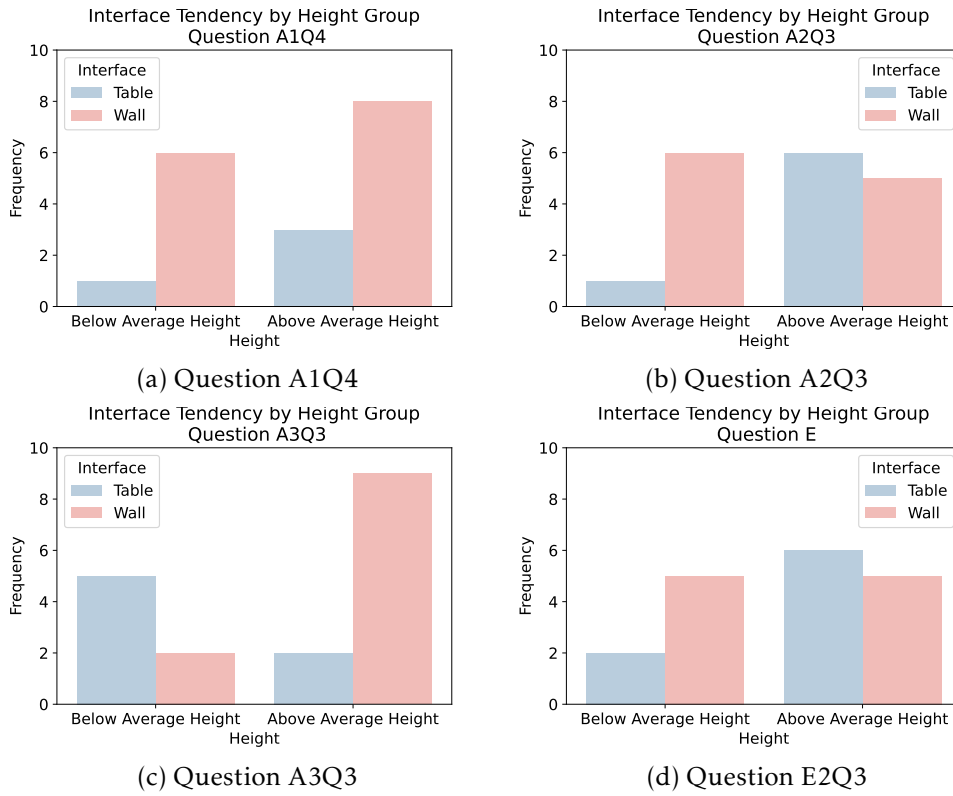 Interface Tendency by Height Group
Question A1Q4
Interface
Table
Wall
Frequency
10
8
6
4
2
0
Below Average Height
Above Average Height
Height
(a) Question A1Q4
Interface Tendency by Height Group
Question A2Q3
Interface
Table
Wall
Frequency
10
8
6
4
2
0
Below Average Height
Above Average Height
Height
(b) Question A2Q3
Interface Tendency by Height Group
Question A3Q3
Interface
Table
Wall
Frequency
10
8
6
4
2
0
Below Average Height
Above Average Height
Height
(c) Question A3Q3
Interface Tendency by Height Group
Question E
Interface
Table
Wall
Frequency
10
8
6
4
2
0
Below Average Height
Above Average Height
Height
(d) Question E2Q3